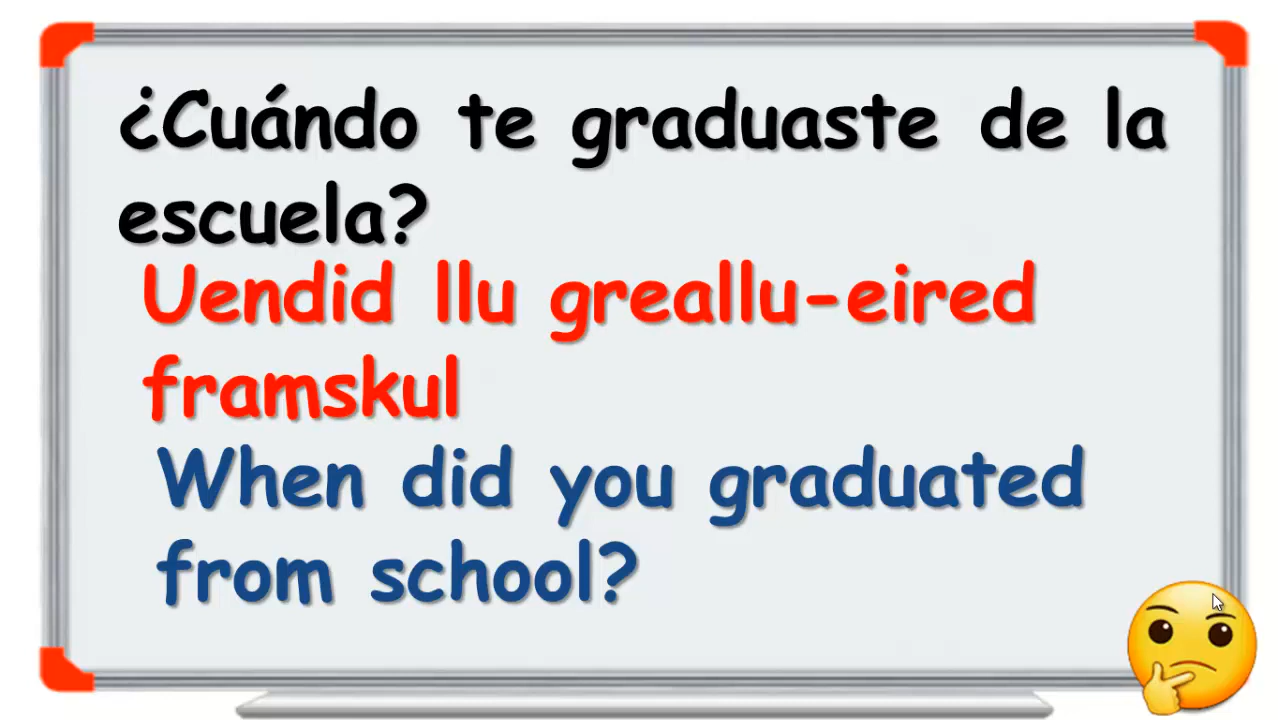 ¿Cuándo te graduaste de la
escuela?
Uendid llu greallu-eired
framskul
When did you graduated
from school?